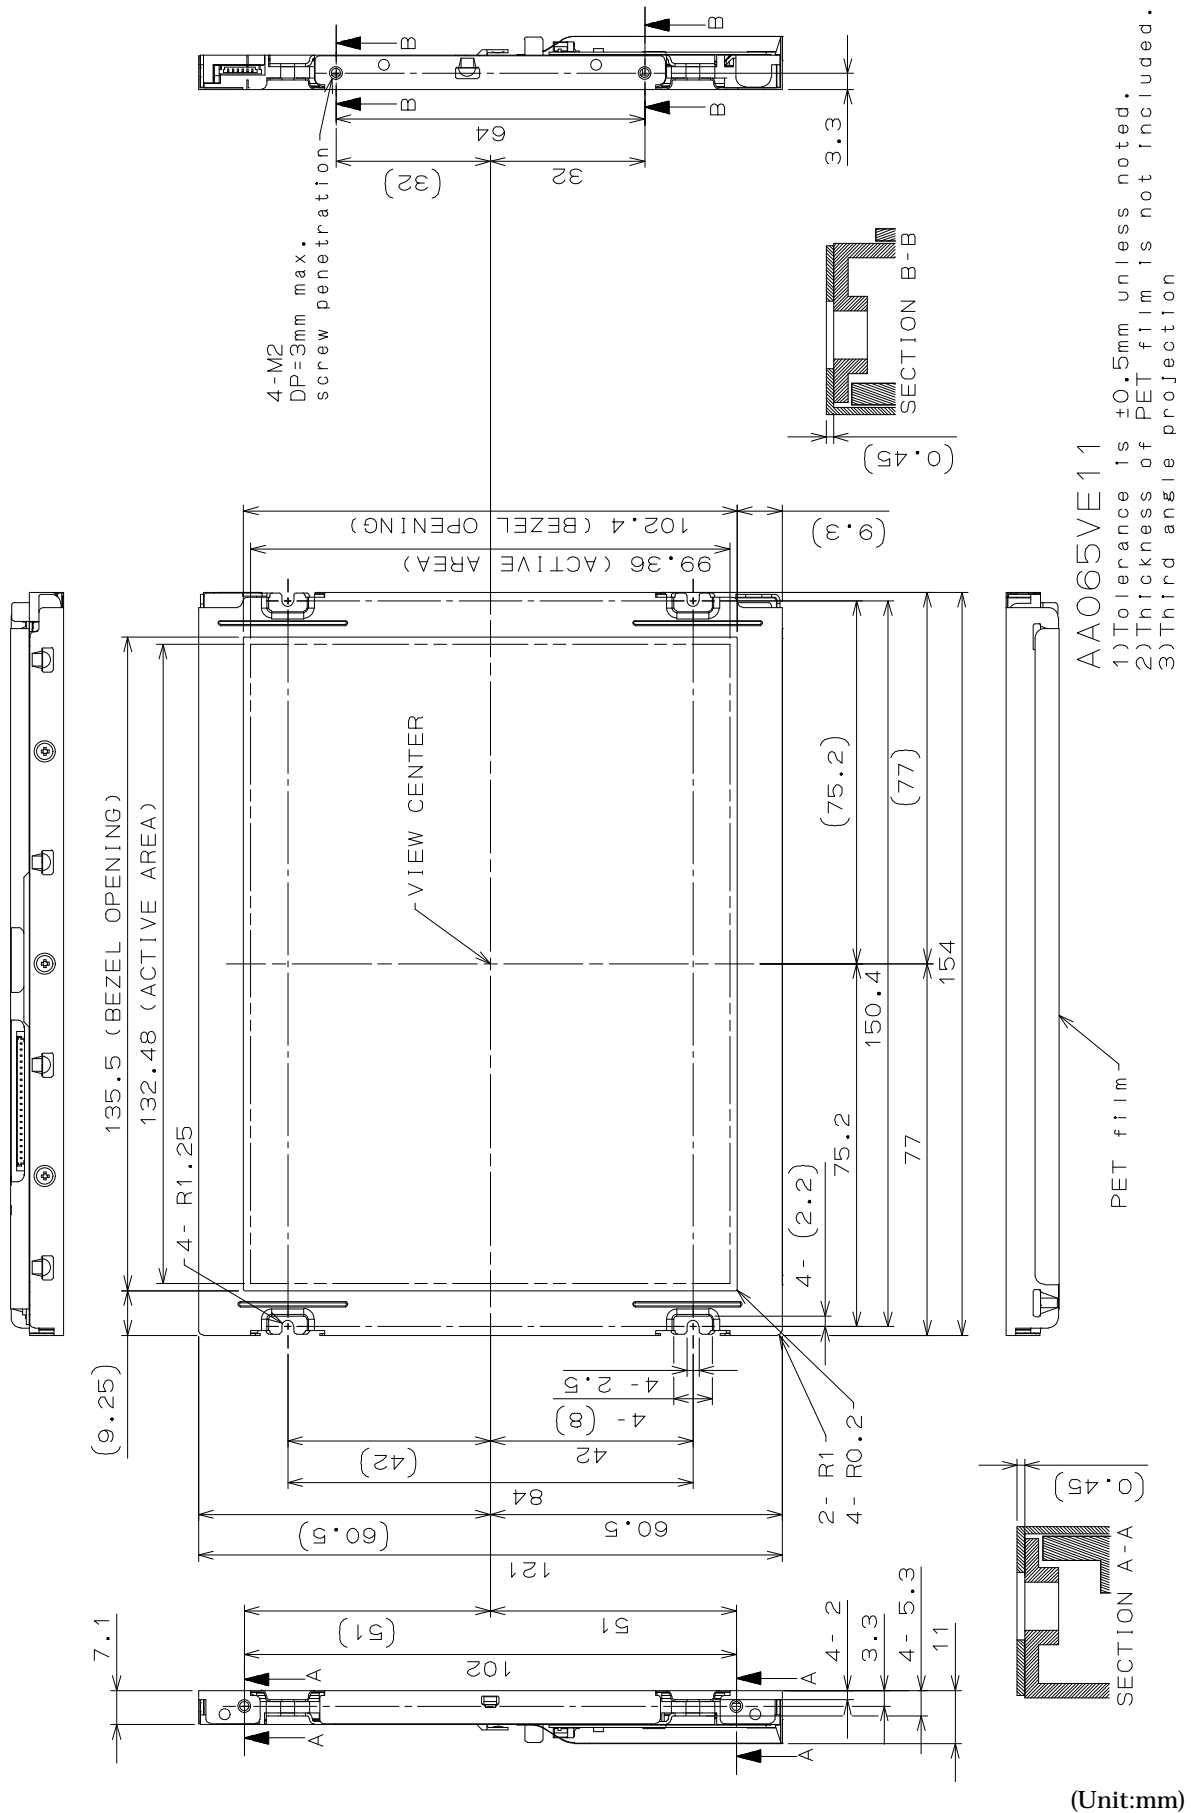 AA065VE11
1)Tolerance is ±0.5mm unless noted.
2)Thickness of PET film is not included.
3)Third angle projection
4-M2
DP=3mm max.
screw penetration
B
B
B
B
64
(32)
32
3.3
SECTION B-B
(0.45)
102.4 (BEZEL OPENING)
99.36 (ACTIVE AREA)
(9.3)
135.5 (BEZEL OPENING)
132.48 (ACTIVE AREA)
(9.25)
4- R1.25
VIEW CENTER
(75.2)
75.2
150.4
(77)
77
154
4- (2.2)
4- 2.5
4- (8)
(42)
42
84
(60.5)
60.5
121
2- R1
4- R0.2
PET film
(51)
51
102
7.1
A
A
A
A
4- 2
3.3
4- 5.3
11
SECTION A-A
(0.45)
(Unit:mm)